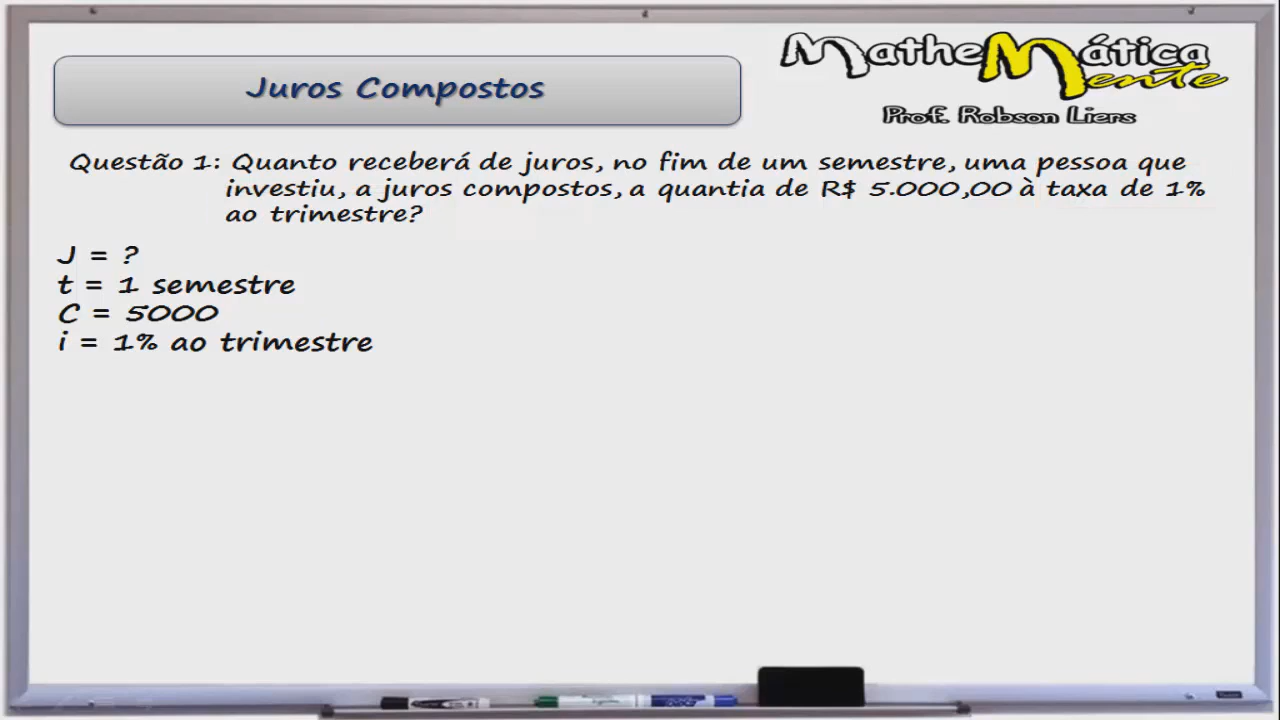 Juros Compostos
MatheMática
mente
Prof. Robson Liers
Questão 1: Quanto receberá de juros, no fim de um semestre, uma pessoa que
investiu, a juros compostos, a quantia de R$ 5.000,00 à taxa de 1%
ao trimestre?
J = ?
t = 1 semestre
C = 5000
i = 1% ao trimestre